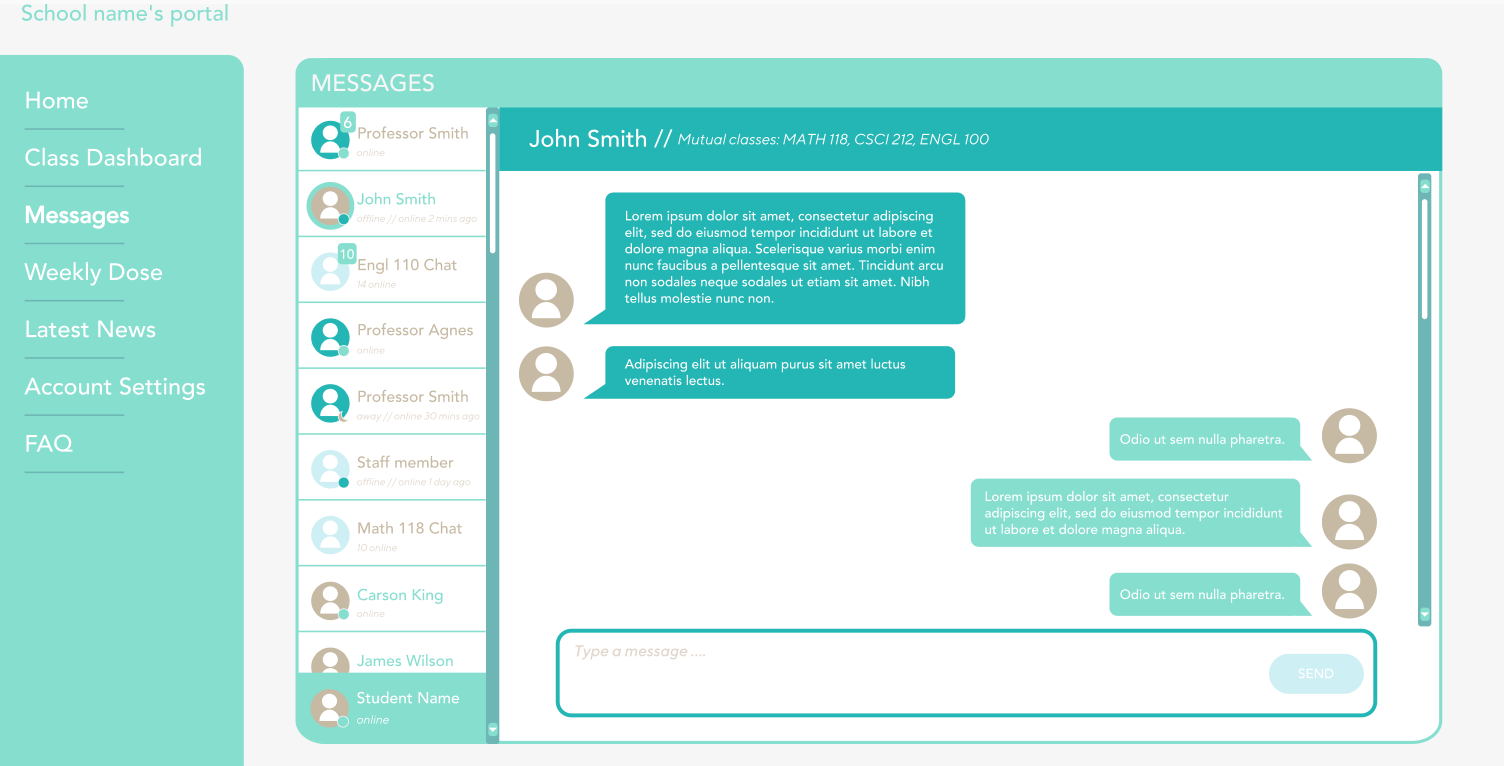 School name's portal
Home
Class Dashboard
Messages
Weekly Dose
Latest News
Account Settings
FAQ
MESSAGES
6
Professor Smith
online
John Smith
offline // online 2 mins ago
10
Engl 110 Chat
14 online
Professor Agnes
online
Professor Smith
away // online 30 mins ago
Staff member
offline // online 1 day ago
Math 118 Chat
10 online
Carson King
online
James Wilson
Student Name
online
John Smith // Mutual classes: MATH 118, CSCI 212, ENGL 100
Lorem ipsum dolor sit amet, consectetur adipiscing
elit, sed do eiusmod tempor incididunt ut labore et
dolore magna aliqua. Scelerisque varius morbi enim
nunc faucibus a pellentesque sit amet. Tincidunt arcu
non sodales neque sodales ut etiam sit amet. Nibh
tellus molestie nunc non.
Adipiscing elit ut aliquam purus sit amet luctus
venenatis lectus.
Odio ut sem nulla pharetra.
Lorem ipsum dolor sit amet, consectetur
adipiscing elit, sed do eiusmod tempor incididunt
ut labore et dolore magna aliqua.
Odio ut sem nulla pharetra.
Type a message ....
SEND